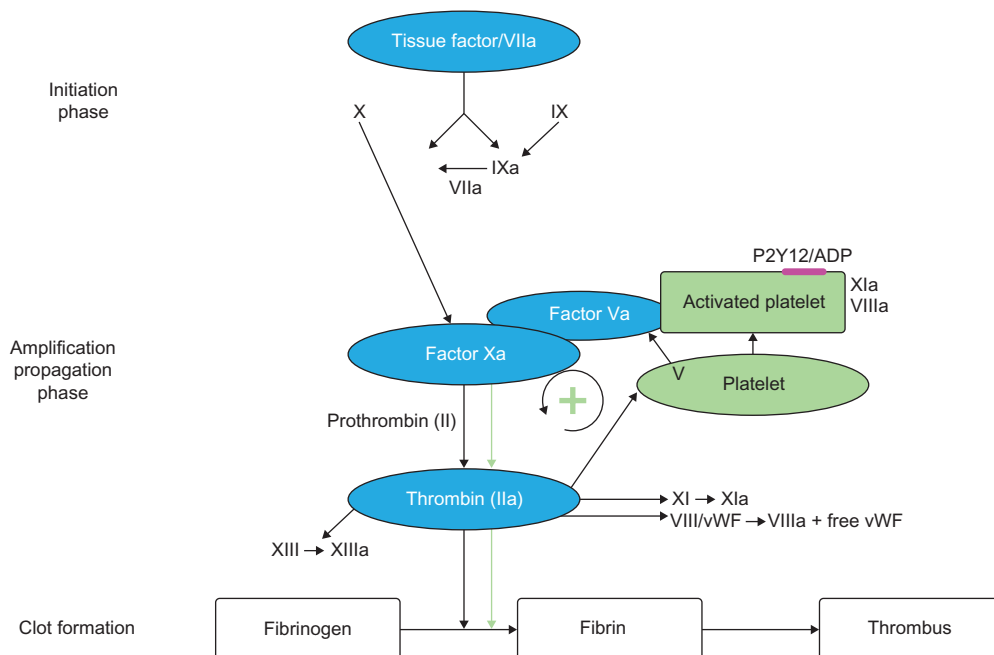 Tissue factor/VIIa
Initiation
phase
X
IX
IXa
VIIa
P2Y12/ADP
Activated platelet
XIa
VIIIa
Factor Va
Amplification
propagation
phase
Factor Xa
V
Platelet
+
Prothrombin (II)
Thrombin (IIa)
XI → XIa
VIII/vWF → VIIIa + free vWF
XIII → XIIIa
Clot formation
Fibrinogen
Fibrin
Thrombus